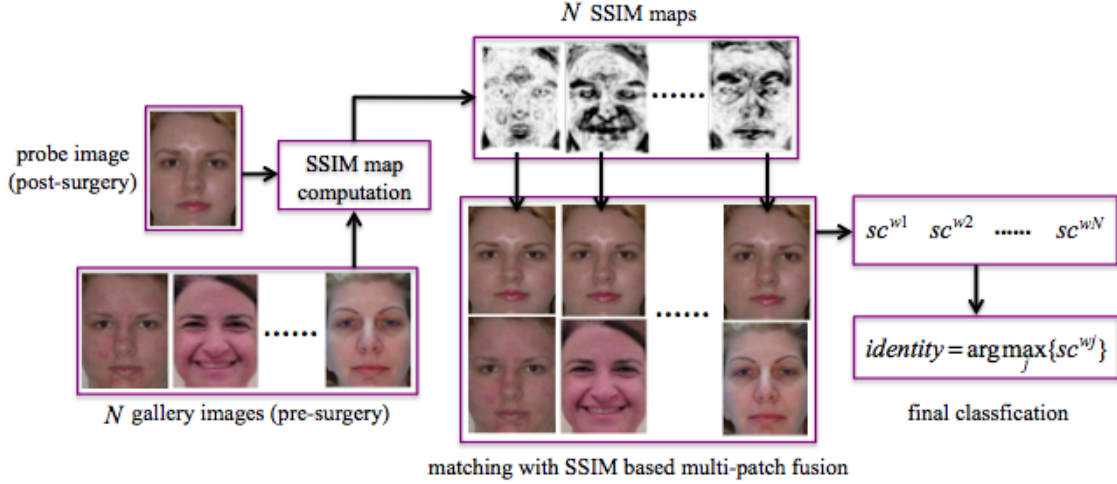 N SSIM maps
probe image
(post-surgery)
SSIM map
computation
......
......
......
......
N gallery images (pre-surgery)
matching with SSIM based multi-patch fusion
sc^{w1} sc^{w2} ...... sc^{wN}
identity = arg max_j {sc^{wj}}
final classfication